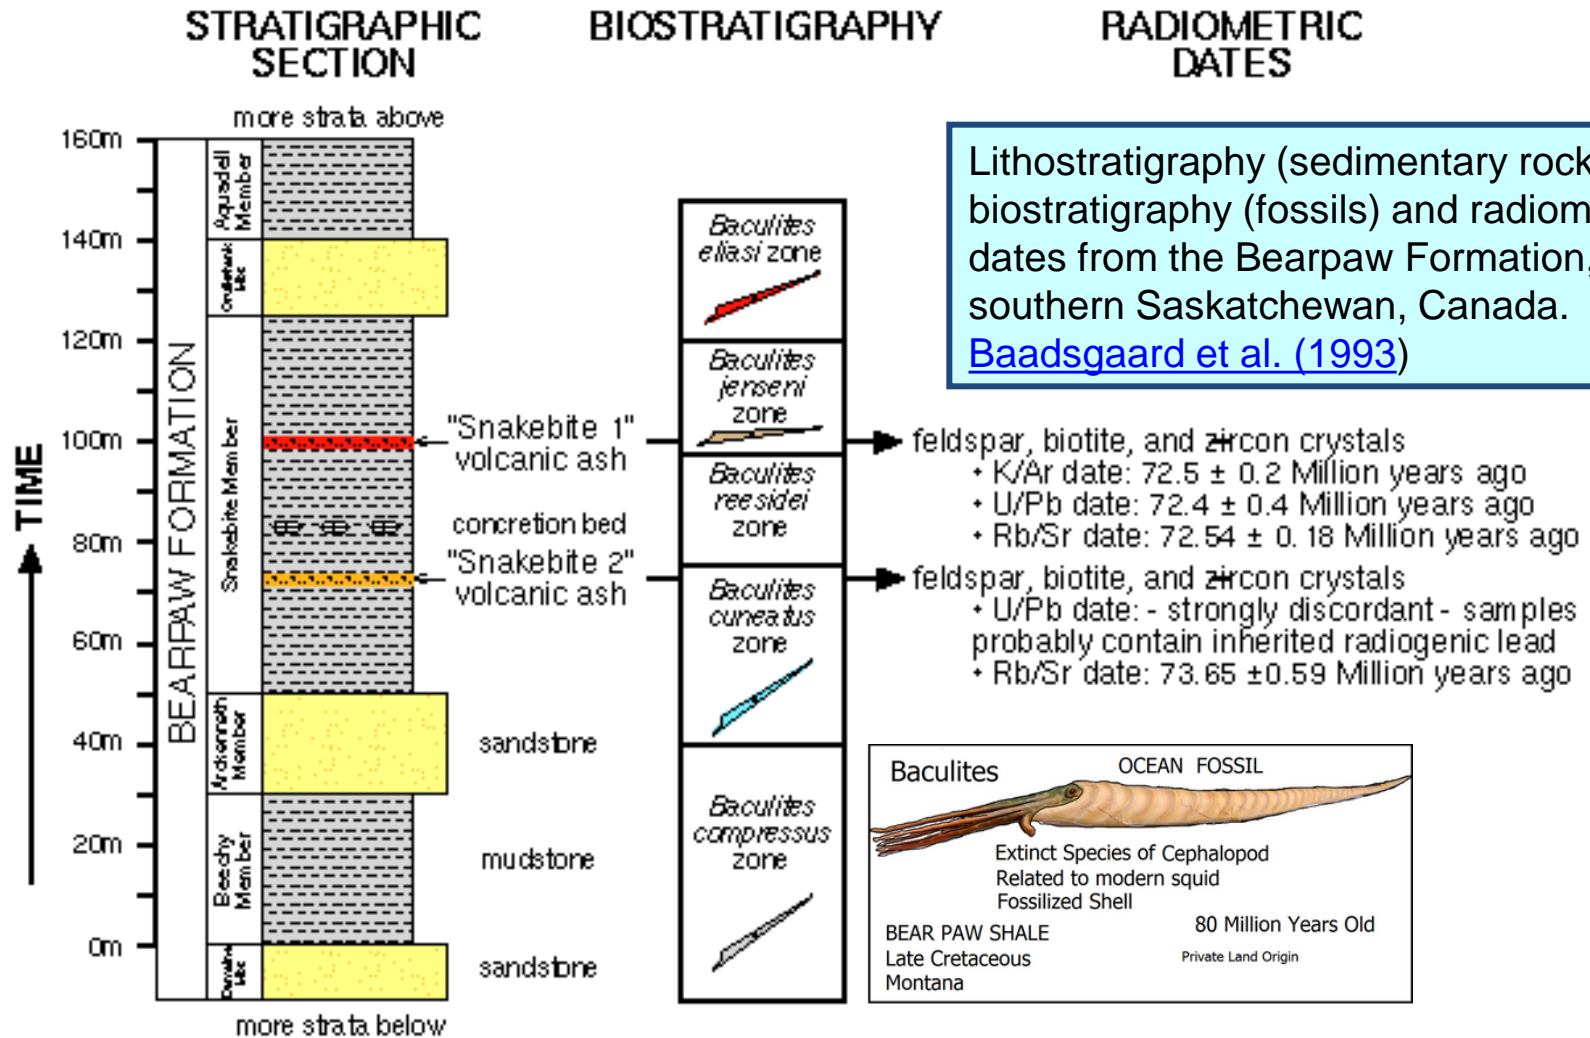 STRATIGRAPHIC
SECTION
BIOSTRATIGRAPHY
RADIOMETRIC
DATES
more strata above
160m
140m
120m
100m
80m
60m
40m
20m
0m
TIME
BEARPAW FORMATION
Aquadell
Member
Cruikshank
Mbr
Snakebite Member
Ardkenneth
Member
Beechy
Member
Demaine
Mbr
more strata below
"Snakebite 1"
volcanic ash
concretion bed
"Snakebite 2"
volcanic ash
sandstone
mudstone
sandstone
Baculites
eliasi zone
Baculites
jenseni
zone
Baculites
reesidei
zone
Baculites
cuneatus
zone
Baculites
compressus
zone
Lithostratigraphy (sedimentary rock
biostratigraphy (fossils) and radiom
dates from the Bearpaw Formation,
southern Saskatchewan, Canada.
Baadsgaard et al. (1993)
feldspar, biotite, and zircon crystals
• K/Ar date: 72.5 ± 0.2 Million years ago
• U/Pb date: 72.4 ± 0.4 Million years ago
• Rb/Sr date: 72.54 ± 0.18 Million years ago
feldspar, biotite, and zircon crystals
• U/Pb date: - strongly discordant - samples
probably contain inherited radiogenic lead
• Rb/Sr date: 73.65 ±0.59 Million years ago
Baculites
OCEAN FOSSIL
Extinct Species of Cephalopod
Related to modern squid
Fossilized Shell
80 Million Years Old
BEAR PAW SHALE
Late Cretaceous
Montana
Private Land Origin